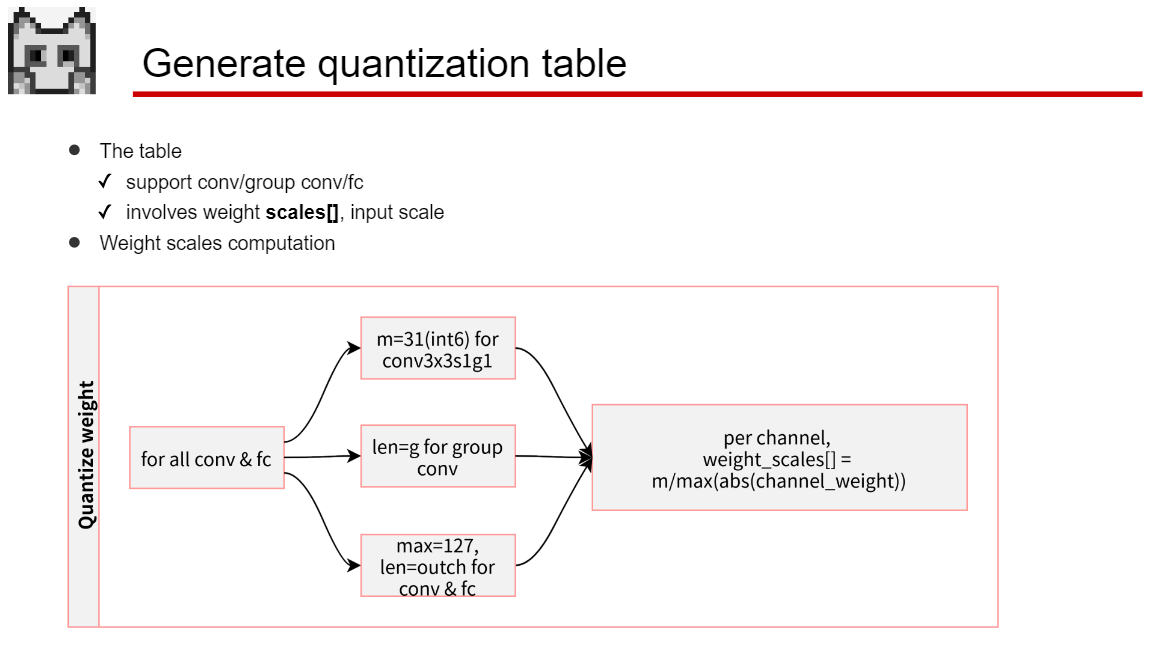 Generate quantization table
● The table
✓ support conv/group conv/fc
✓ involves weight scales[], input scale
● Weight scales computation
Quantize weight
for all conv & fc
m=31(int6) for
conv3x3s1g1
len=g for group
conv
max=127,
len=outch for
conv & fc
per channel,
weight_scales[] =
m/max(abs(channel_weight))